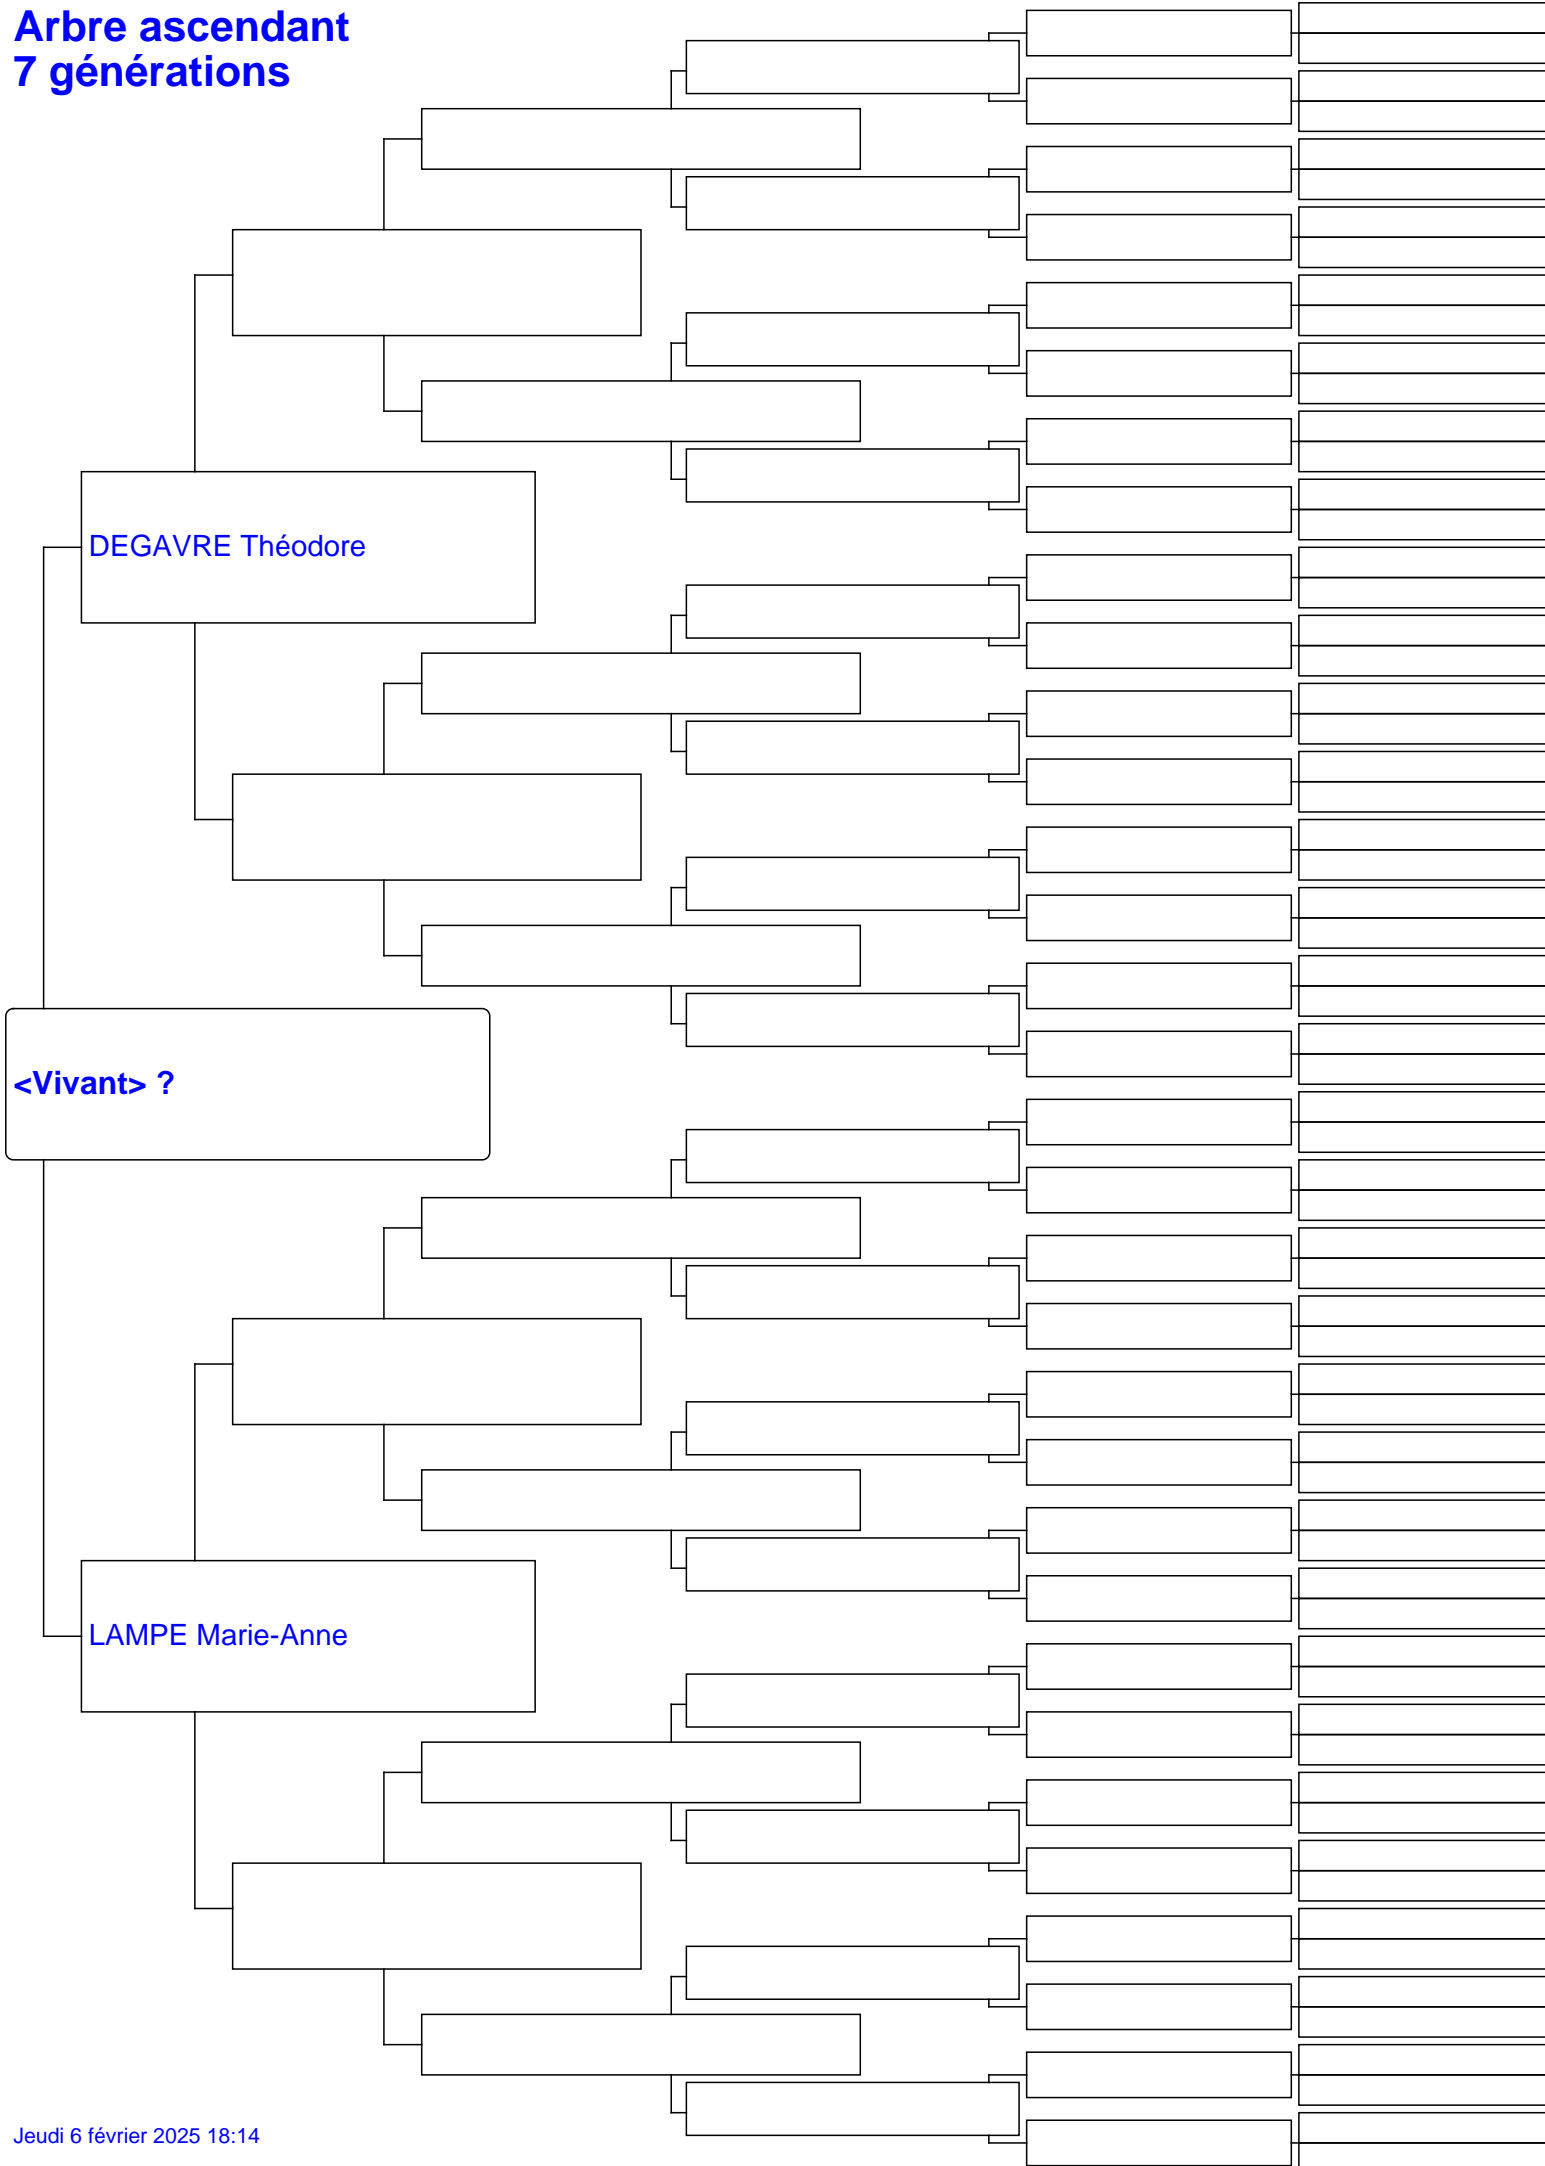 Arbre ascendant
7 générations
DEGAVRE Théodore
<Vivant> ?
LAMPE Marie-Anne
Jeudi 6 février 2025 18:14